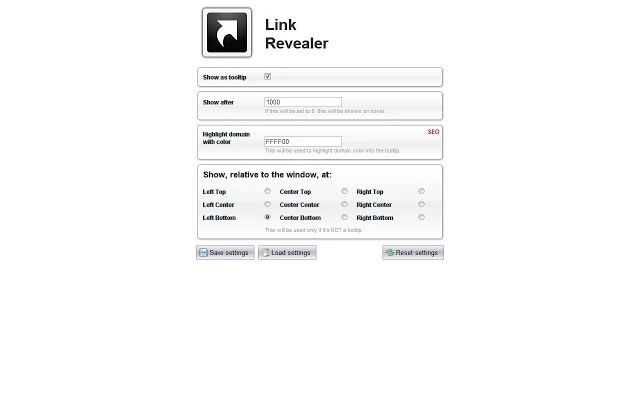 Link
Revealer
Show as tooltip
Show after
1000
If this will be set to 0, this will be shown on hover.
SEO
Highlight domain
with color
FFFF00
This will be used to highlight domain color into the tooltip.
Show, relative to the window, at:
Left Top Center Top Right Top
Left Center Center Center Right Center
Left Bottom Center Bottom Right Bottom
This will be used only if it's NOT a tooltip.
Save settings Load settings Reset settings